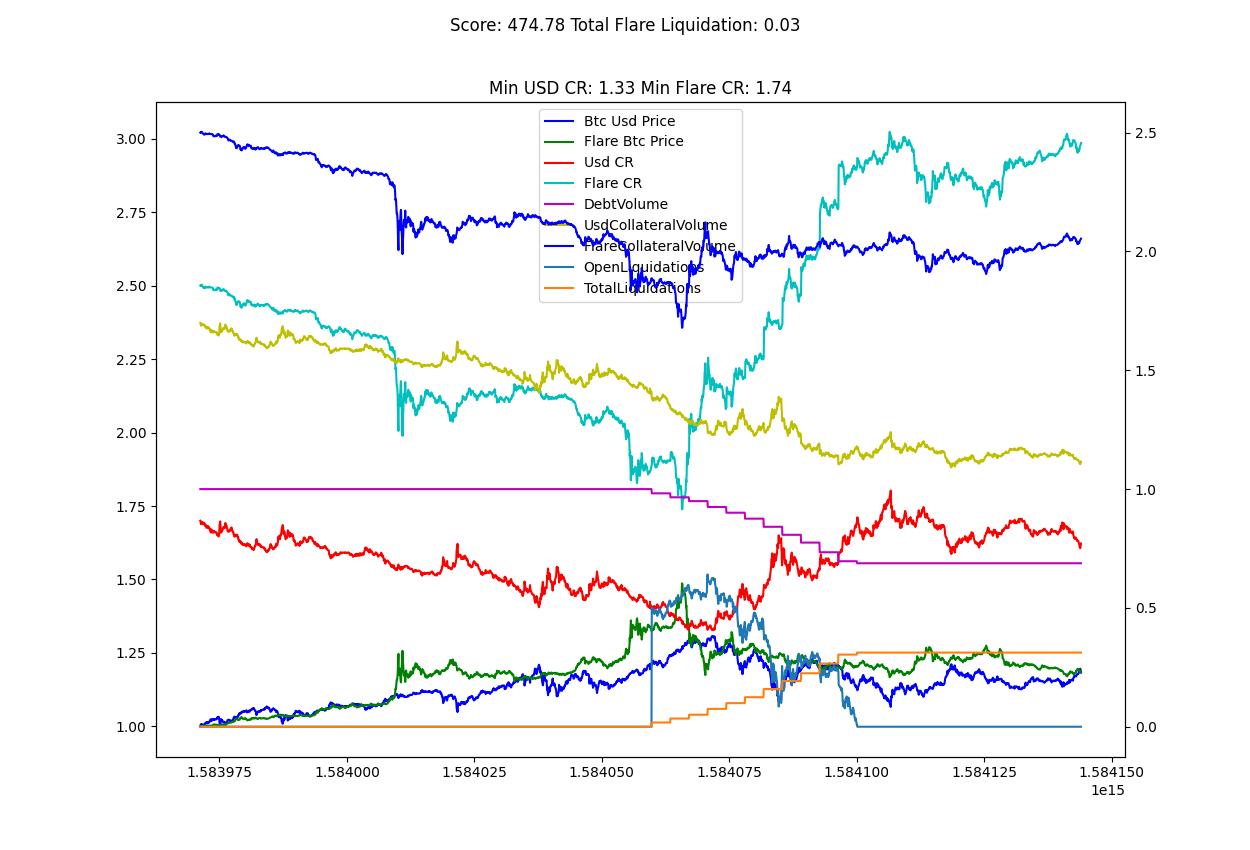 Score: 474.78 Total Flare Liquidation: 0.03
Min USD CR: 1.33 Min Flare CR: 1.74
Btc Usd Price
Flare Btc Price
Usd CR
Flare CR
DebtVolume
UsdCollateralVolume
FlareCollateralVolume
OpenLiquidations
TotalLiquidations
3.00
2.75
2.50
2.25
2.00
1.75
1.50
1.25
1.00
2.5
2.0
1.5
1.0
0.5
0.0
1.583975
1.584000
1.584025
1.584050
1.584075
1.584100
1.584125
1.584150
1e15